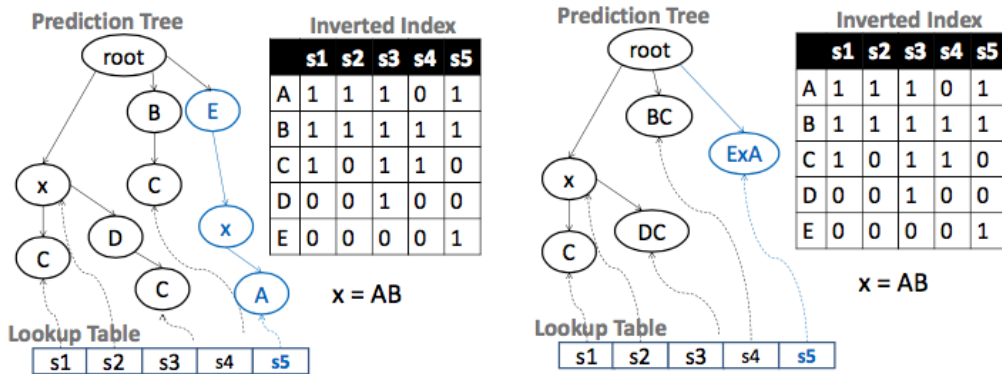 Prediction Tree
Inverted Index
root
B
E
x
C
D
x
C
C
A
s1 s2 s3 s4 s5
A 1 1 1 0 1
B 1 1 1 1 1
C 1 0 1 1 0
D 0 0 1 0 0
E 0 0 0 0 1
x = AB
Lookup Table
s1 s2 s3 s4 s5
Prediction Tree
Inverted Index
root
BC
ExA
x
DC
C
s1 s2 s3 s4 s5
A 1 1 1 0 1
B 1 1 1 1 1
C 1 0 1 1 0
D 0 0 1 0 0
E 0 0 0 0 1
x = AB
Lookup Table
s1 s2 s3 s4 s5